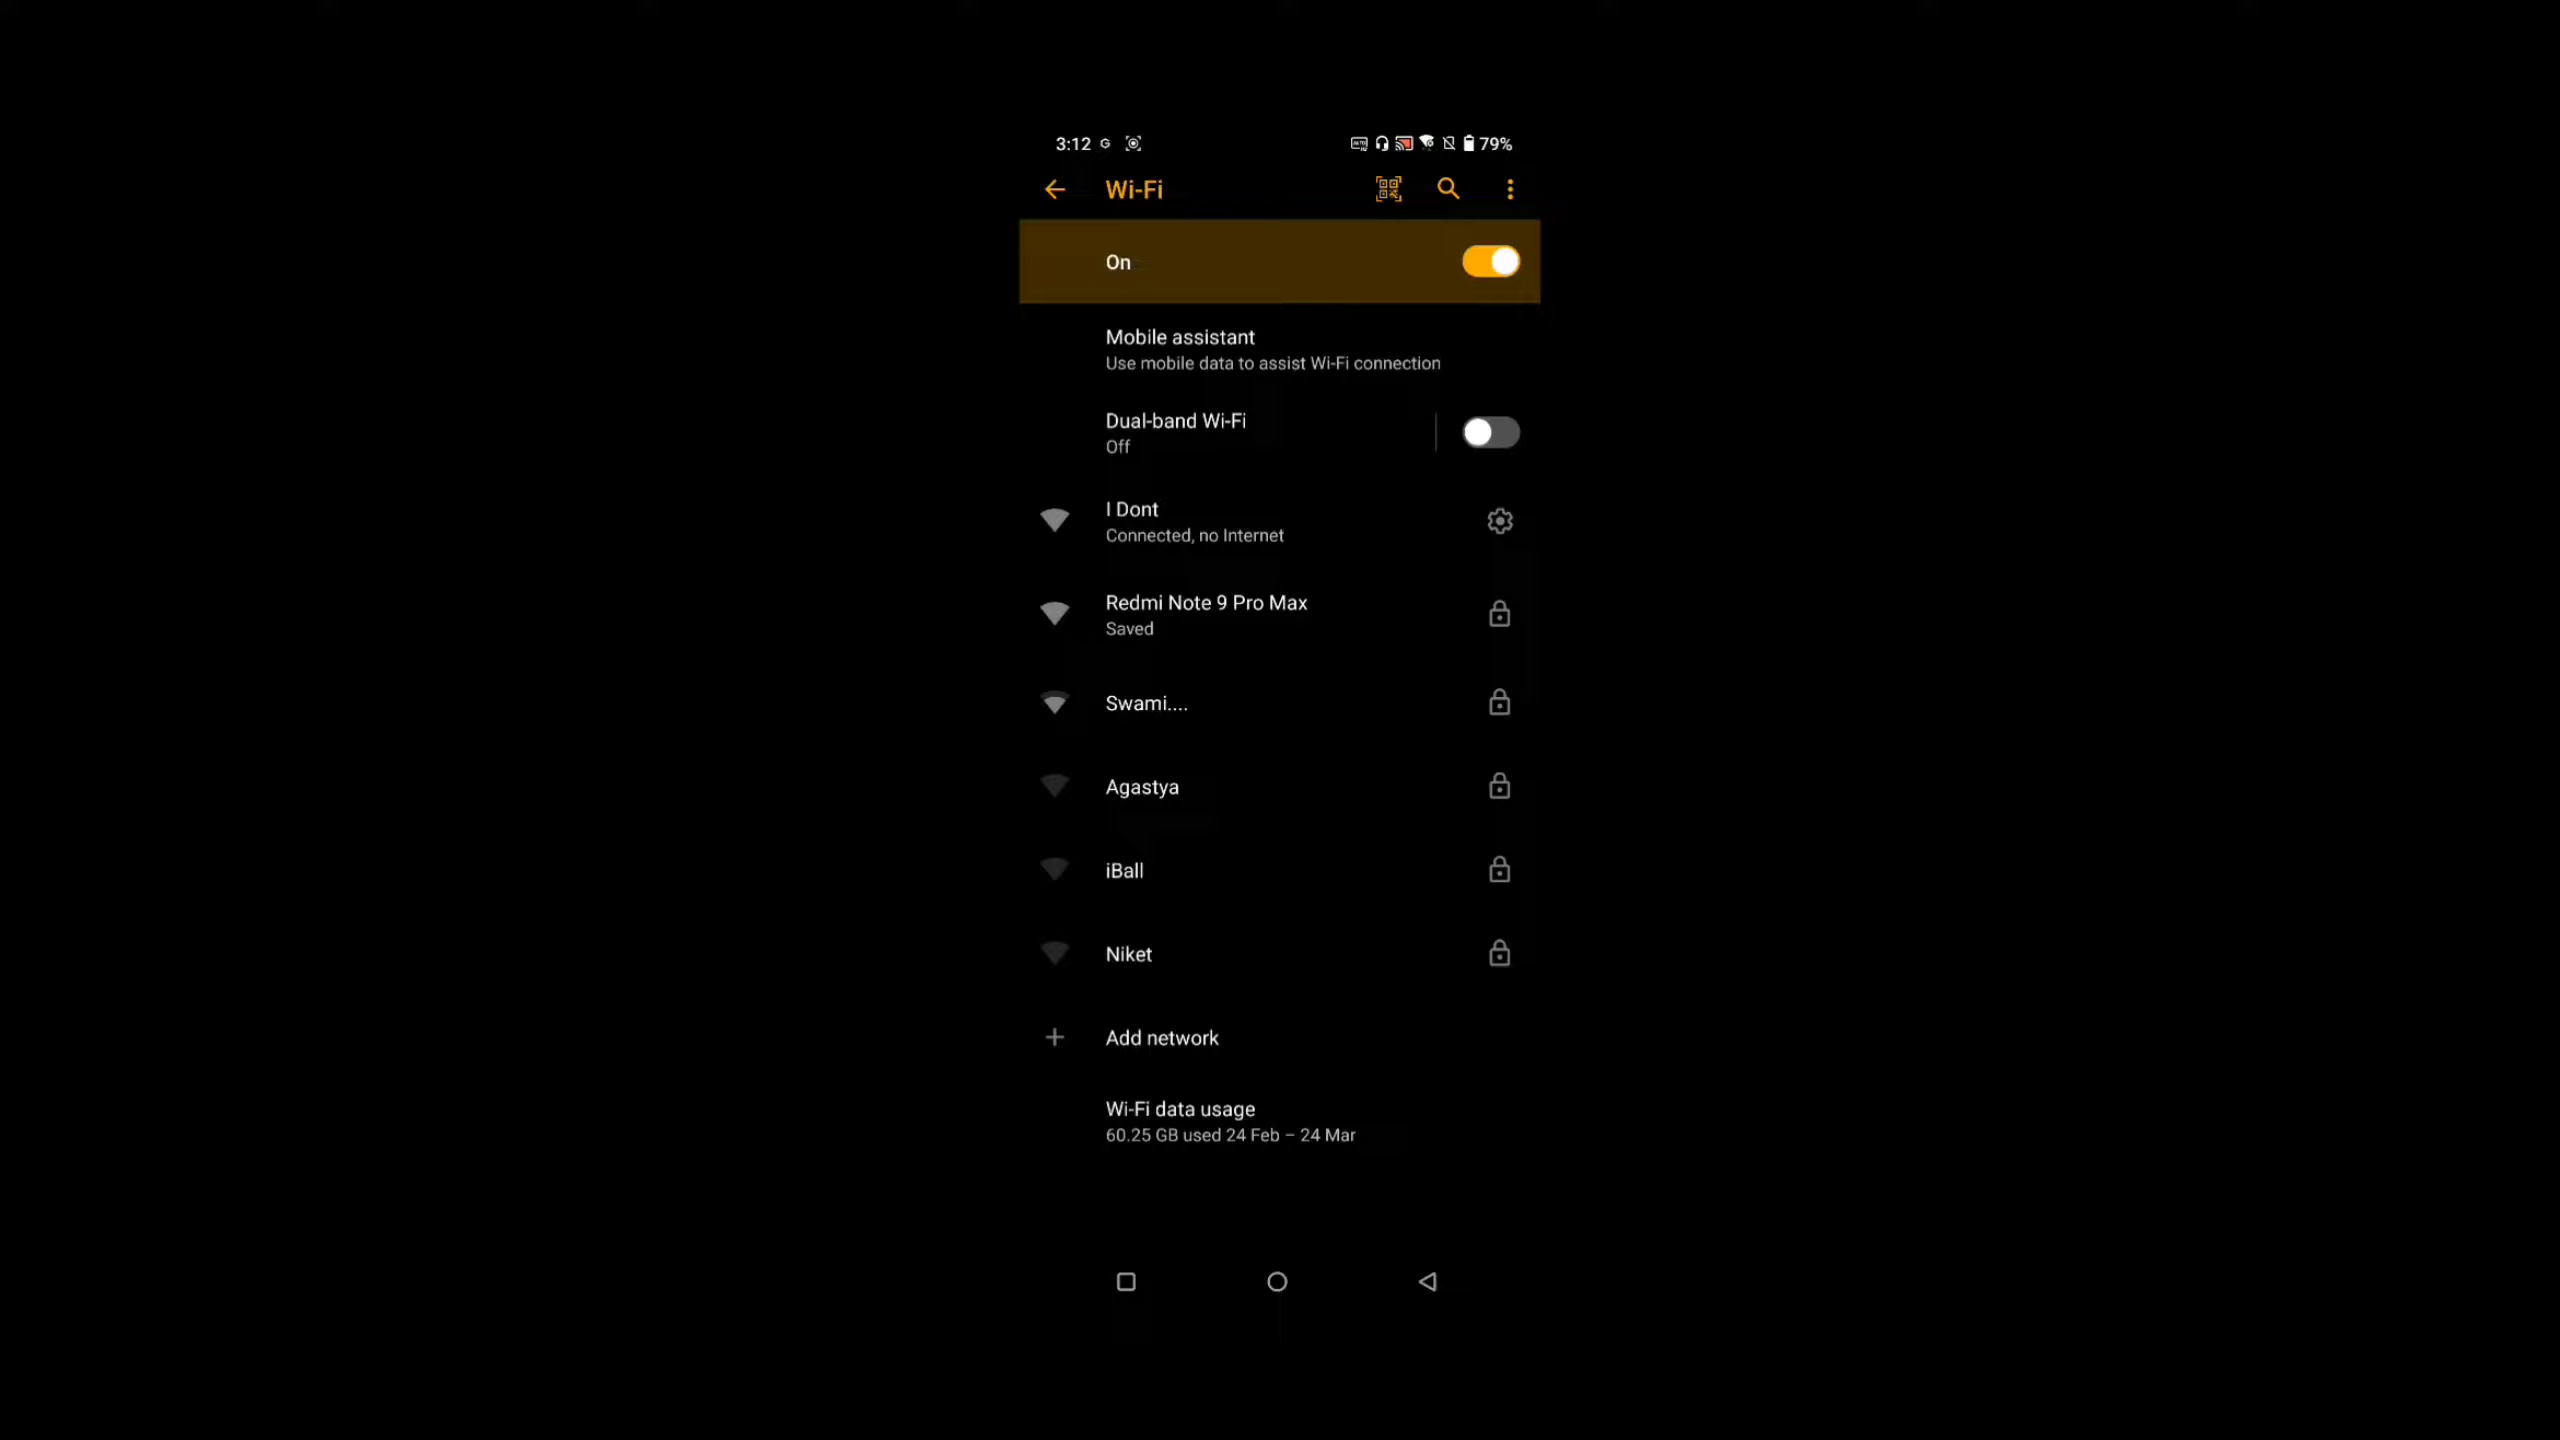 3:12 G 79%
Wi-Fi
On
Mobile assistant
Use mobile data to assist Wi-Fi connection
Dual-band Wi-Fi
Off
I Dont
Connected, no Internet
Redmi Note 9 Pro Max
Saved
Swami....
Agastya
iBall
Niket
Add network
Wi-Fi data usage
60.25 GB used 24 Feb – 24 Mar